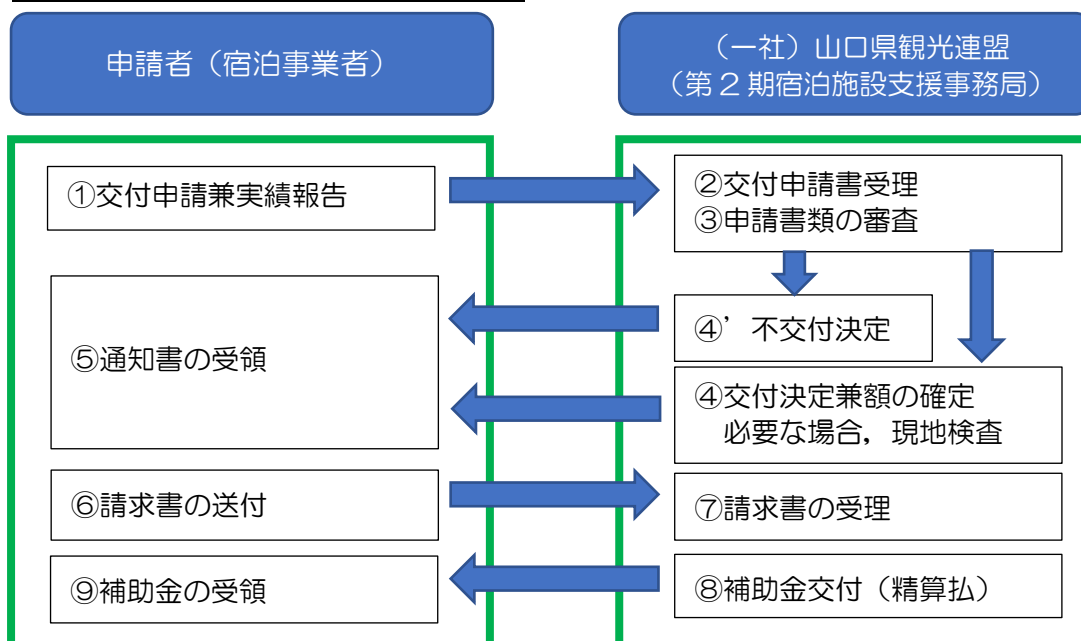 申請者（宿泊事業者）
（一社）山口県観光連盟
（第２期宿泊施設支援事務局）
①交付申請兼実績報告
②交付申請書受理
③申請書類の審査
④’不交付決定
⑤通知書の受領
④交付決定兼額の確定
必要な場合，現地検査
⑥請求書の送付
⑦請求書の受理
⑨補助金の受領
⑧補助金交付（精算払）